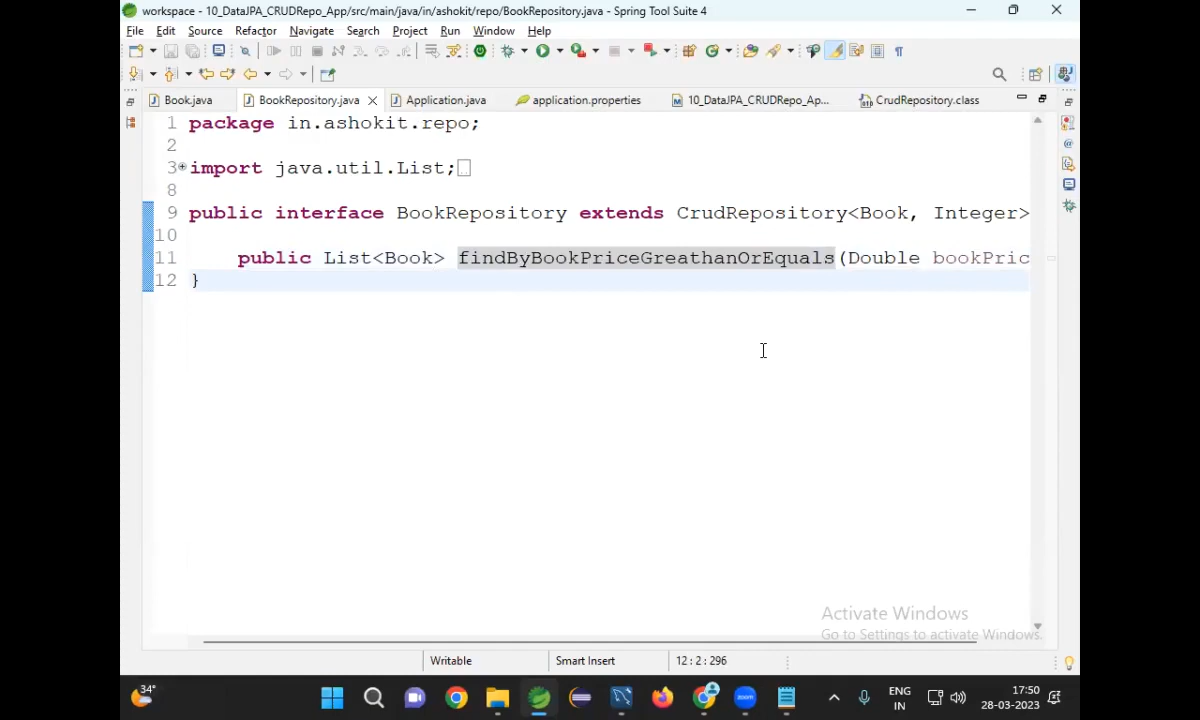 workspace - 10_DataJPA_CRUDRepo_App/src/main/java/in/ashokit/repo/BookRepository.java - Spring Tool Suite 4
File Edit Source Refactor Navigate Search Project Run Window Help
Book.java BookRepository.java Application.java application.properties 10_DataJPA_CRUDRepo_Ap... CrudRepository.class
1 package in.ashokit.repo;
2
3 import java.util.List;
8
9 public interface BookRepository extends CrudRepository<Book, Integer>
10
11 public List<Book> findByBookPriceGreathanOrEquals(Double bookPric
12 }
Activate Windows
Go to Settings to activate Windows.
Writable Smart Insert 12 : 2 : 296
34°
zoom
ENG
IN
17:50
28-03-2023